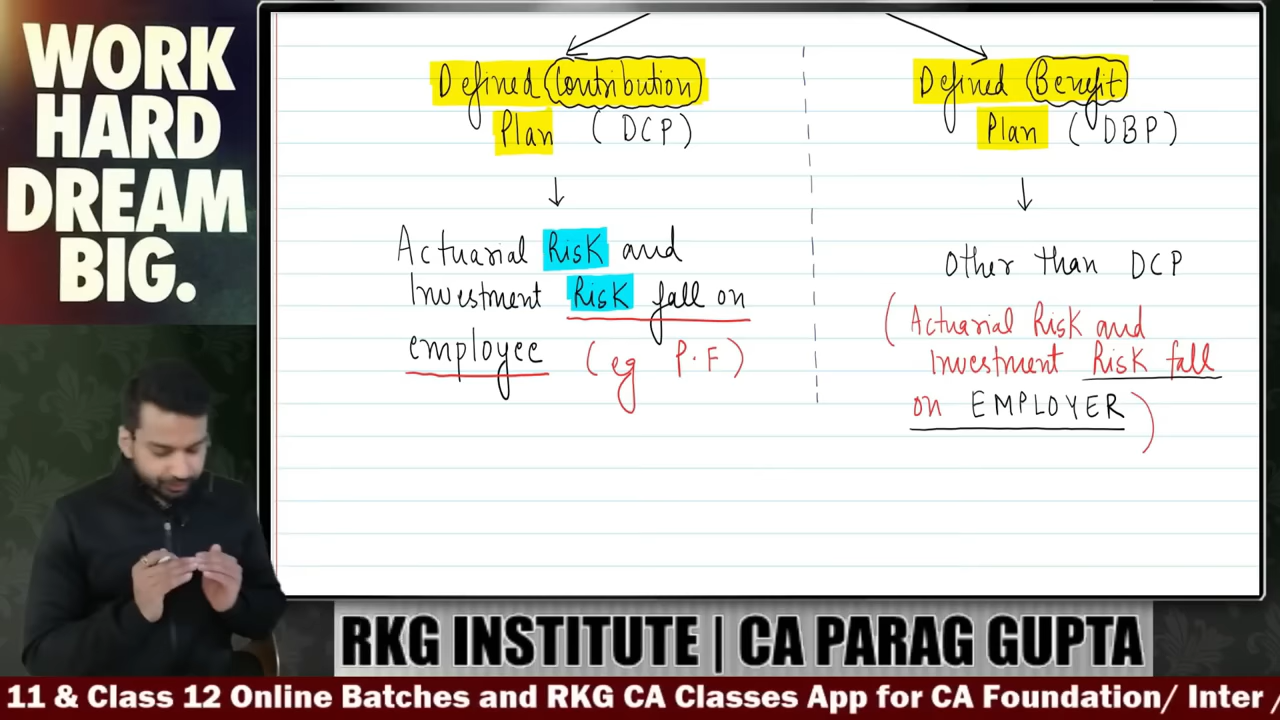 WORK
HARD
DREAM
BIG.
Defined Contribution
Plan (DCP)
Actuarial Risk and
Investment Risk fall on
employee (eg P.F)
Defined Benefit
Plan (DBP)
Other than DCP
(Actuarial Risk and
Investment Risk fall
on EMPLOYER)
RKG INSTITUTE | CA PARAG GUPTA
11 & Class 12 Online Batches and RKG CA Classes App for CA Foundation/ Inter /